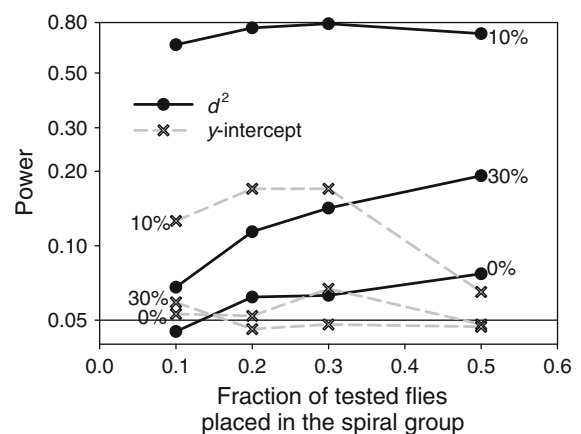 0.80
0.50
0.30
0.20
0.10
0.05
Power
d²
y-intercept
10%
30%
0%
10%
30%
0%
0.0 0.1 0.2 0.3 0.4 0.5 0.6
Fraction of tested flies
placed in the spiral group